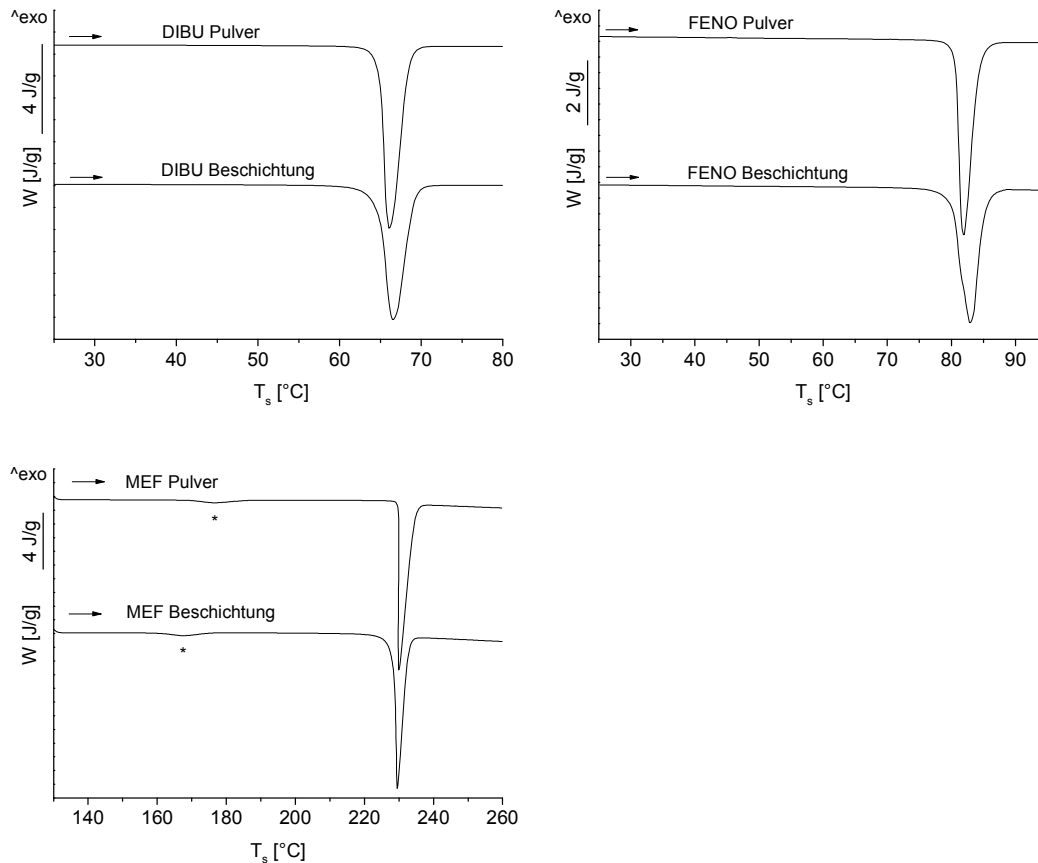 ^exo
DIBU Pulver
4 J/g
W [J/g]
DIBU Beschichtung
30 40 50 60 70 80
T_s [°C]
^exo
FENO Pulver
2 J/g
W [J/g]
FENO Beschichtung
30 40 50 60 70 80 90
T_s [°C]
^exo
MEF Pulver
*
4 J/g
W [J/g]
MEF Beschichtung
*
140 160 180 200 220 240 260
T_s [°C]